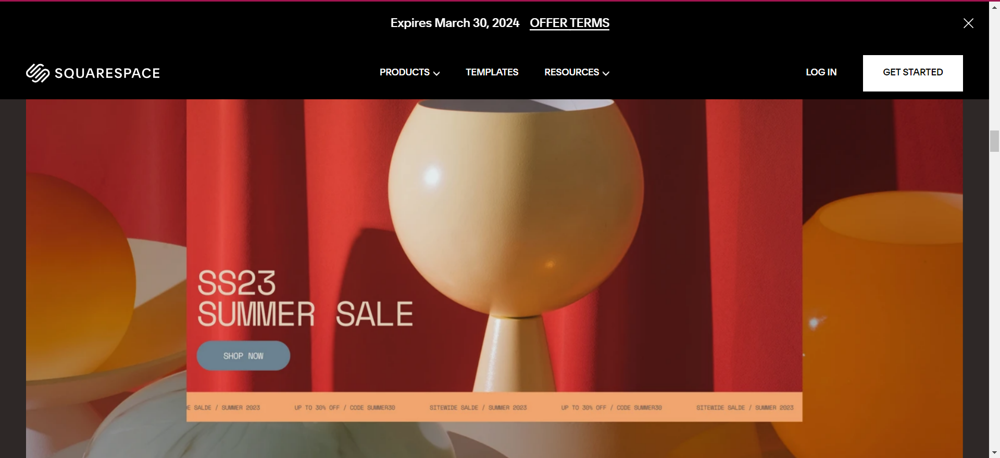 Expires March 30, 2024 OFFER TERMS
SQUARESPACE PRODUCTS TEMPLATES RESOURCES LOG IN GET STARTED
SS23
SUMMER SALE
SHOP NOW
E SALDE / SUMMER 2023 UP TO 30% OFF / CODE SUMMER30 SITEWIDE SALDE / SUMMER 2023 UP TO 30% OFF / CODE SUMMER30 SITEWIDE SALDE / SUMMER 2023